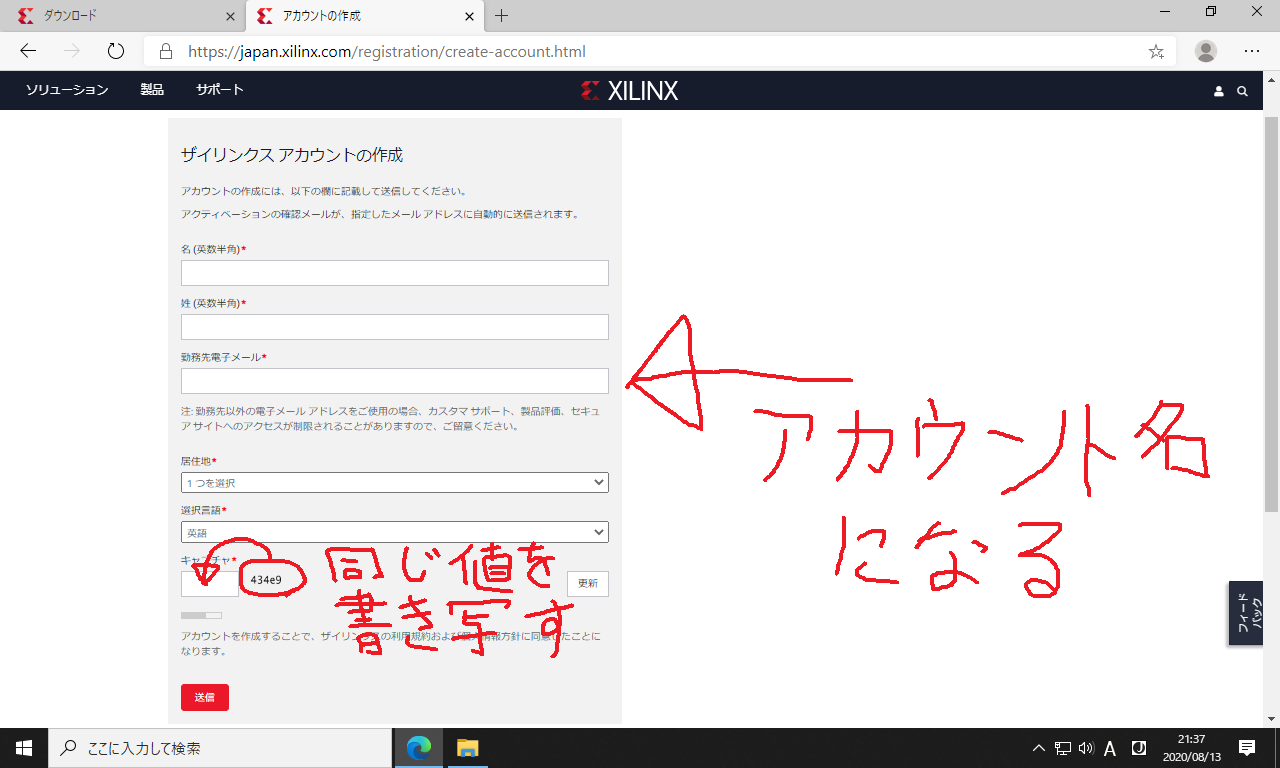 ダウンロード
アカウントの作成
https://japan.xilinx.com/registration/create-account.html
ソリューション 製品 サポート
XILINX
ザイリンクス アカウントの作成
アカウントの作成には、以下の欄に記載して送信してください。
アクティベーションの確認メールが、指定したメール アドレスに自動的に送信されます。
名 (英数半角)*
姓 (英数半角)*
勤務先電子メール*
注: 勤務先以外の電子メール アドレスをご使用の場合、カスタマ サポート、製品評価、セキュ
ア サイトへのアクセスが制限されることがありますので、ご留意ください。
アカウント名
になる
居住地*
1 つを選択
選択言語*
英語
キャプチャ*
434e9
更新
同じ値を
書き写す
アカウントを作成することで、ザイリンクスの利用規約および個人情報方針に同意したことに
なります。
送信
フィード
バック
ここに入力して検索
A
J
21:37
2020/08/13